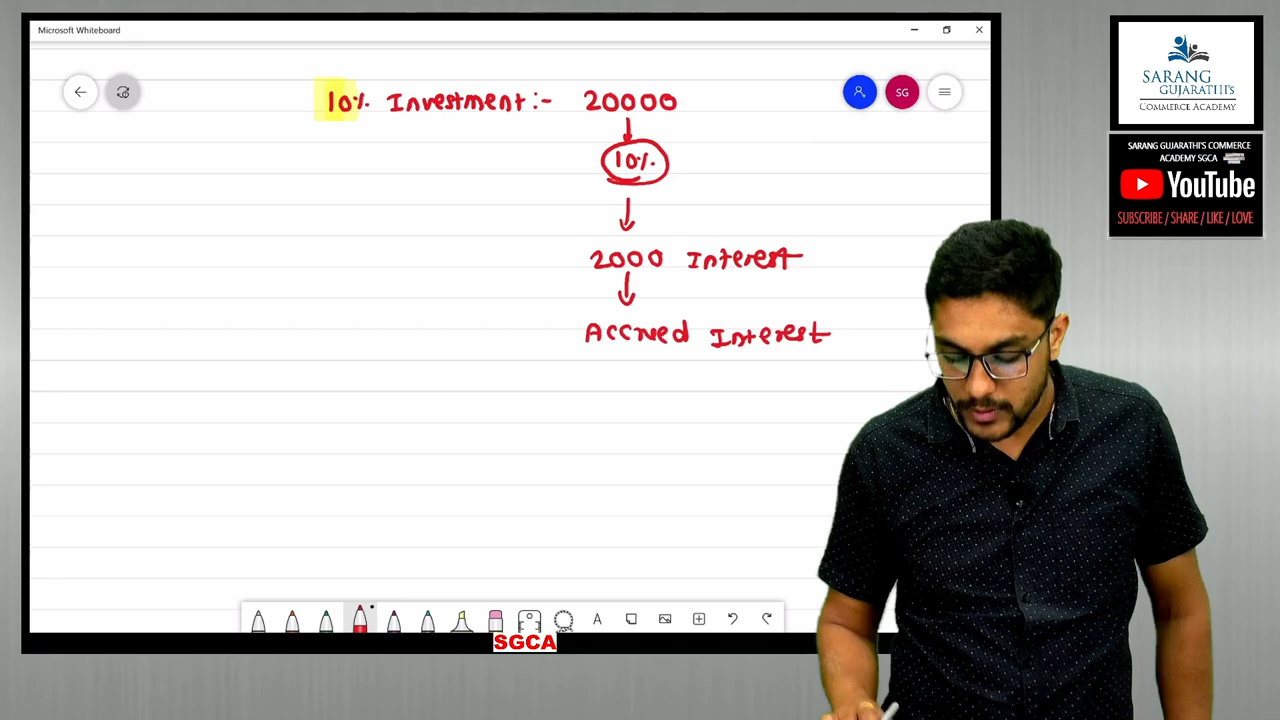 Microsoft Whiteboard
10% Investment :- 20000
10%
2000 Interest
Accrued Interest
SG
A
SGCA
SARANG
GUJARATHI'S
COMMERCE ACADEMY
SARANG GUJARATHI'S COMMERCE
ACADEMY SGCA
YouTube
SUBSCRIBE / SHARE / LIKE / LOVE